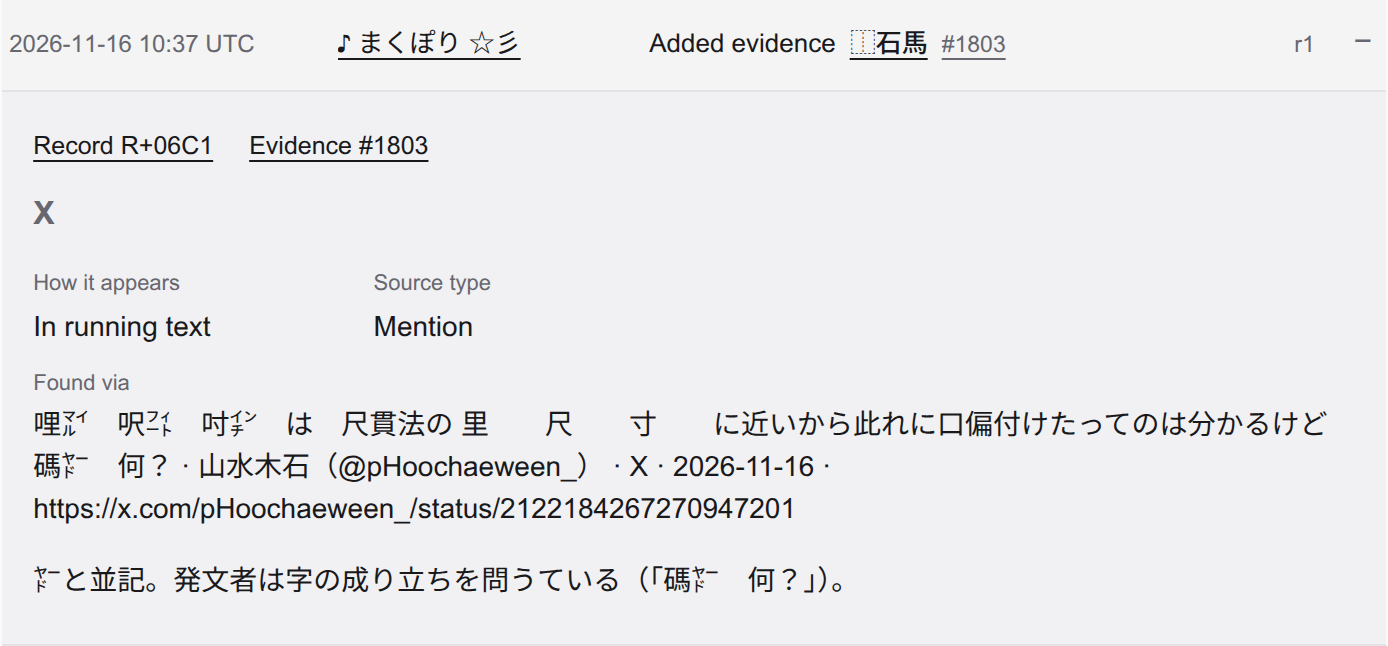 2026-11-16 10:37 UTC ♪ まくぽり ☆彡 Added evidence ⿰石馬 #1803 r1 −
Record R+06C1 Evidence #1803
X
How it appears Source type
In running text Mention
Found via
哩㍄　呎㌳　吋㌅　は　尺貫法の 里　　尺　　寸　　に近いから此れに口偏付けたってのは分かるけど
碼㍎　何？ · 山水木石（@pHoochaeween_） · X · 2026-11-16 ·
https://x.com/pHoochaeween_/status/2122184267270947201
㍎と並記。発文者は字の成り立ちを問うている（「碼㍎　何？」）。